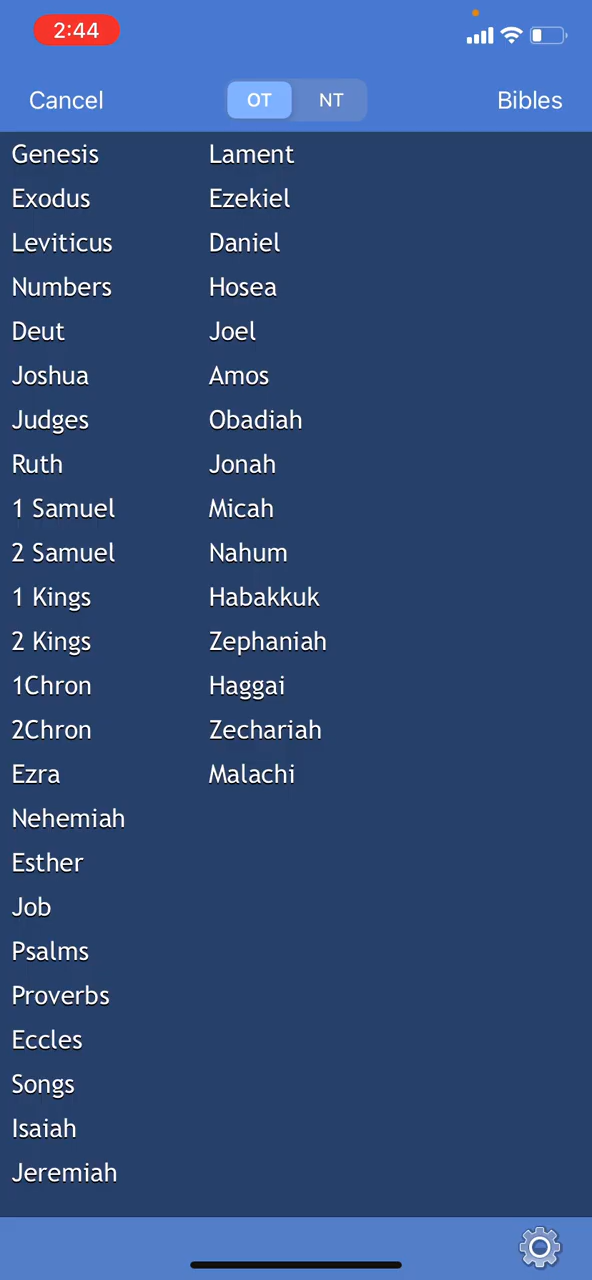 2:44
Cancel
OT
NT
Bibles
Genesis
Exodus
Leviticus
Numbers
Deut
Joshua
Judges
Ruth
1 Samuel
2 Samuel
1 Kings
2 Kings
1Chron
2Chron
Ezra
Nehemiah
Esther
Job
Psalms
Proverbs
Eccles
Songs
Isaiah
Jeremiah
Lament
Ezekiel
Daniel
Hosea
Joel
Amos
Obadiah
Jonah
Micah
Nahum
Habakkuk
Zephaniah
Haggai
Zechariah
Malachi